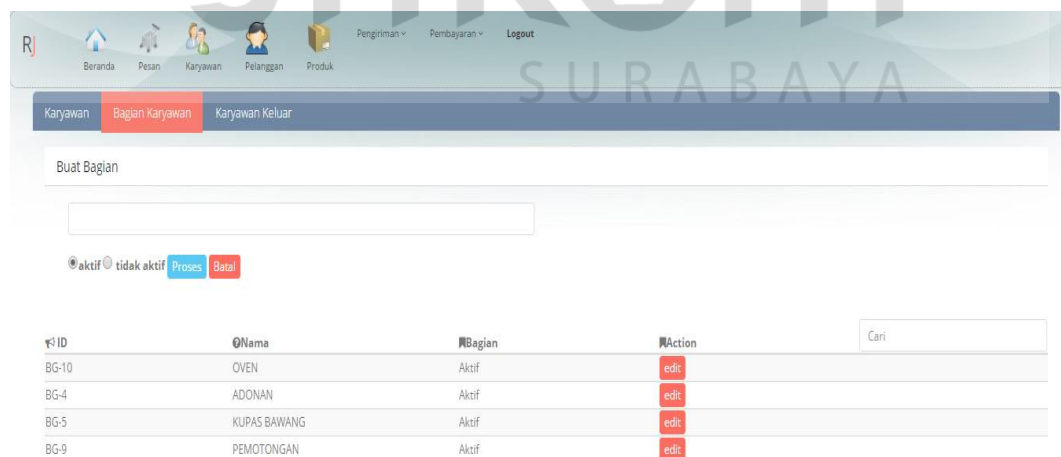 SURABAYA
RJ
Beranda Pesan Karyawan Pelanggan Produk Pengiriman Pembayaran Logout
Karyawan Bagian Karyawan Karyawan Keluar
Buat Bagian
aktif tidak aktif Proses Batal
Cari
ID Nama Bagian Action
BG-10 OVEN Aktif edit
BG-4 ADONAN Aktif edit
BG-5 KUPAS BAWANG Aktif edit
BG-9 PEMOTONGAN Aktif edit